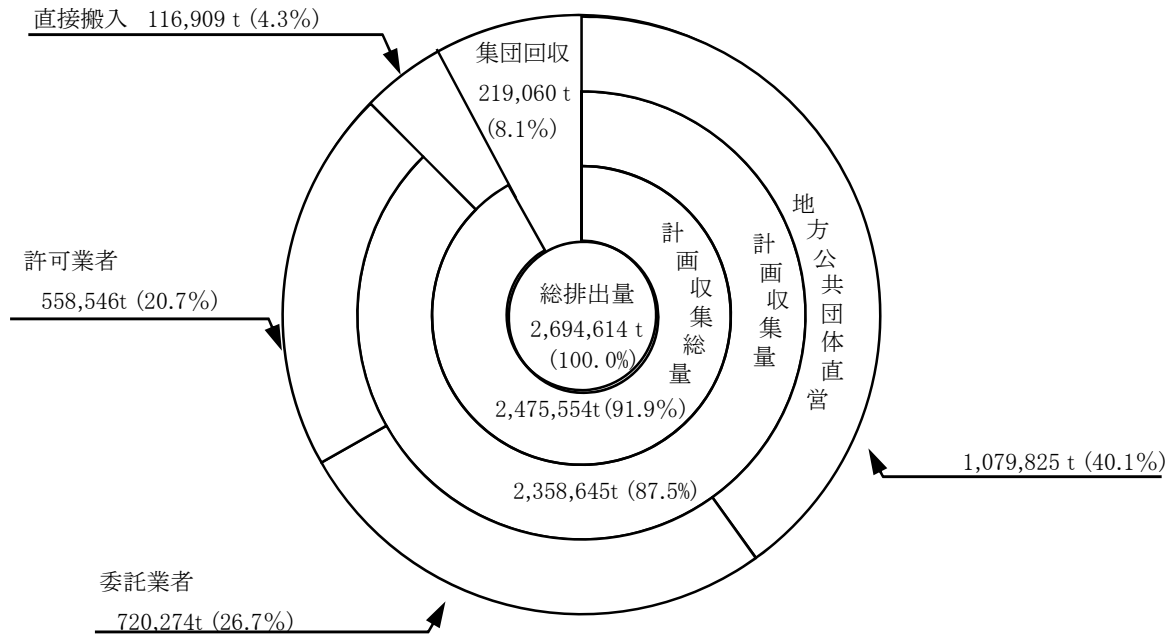 直接搬入 116,909 t (4.3%)
集団回収
219,060 t
(8.1%)
許可業者
558,546t (20.7%)
総排出量
2,694,614 t
(100.0%)
計画収集総量
2,475,554t(91.9%)
計画収集量
2,358,645t (87.5%)
地方公共団体直営
1,079,825 t (40.1%)
委託業者
720,274t (26.7%)